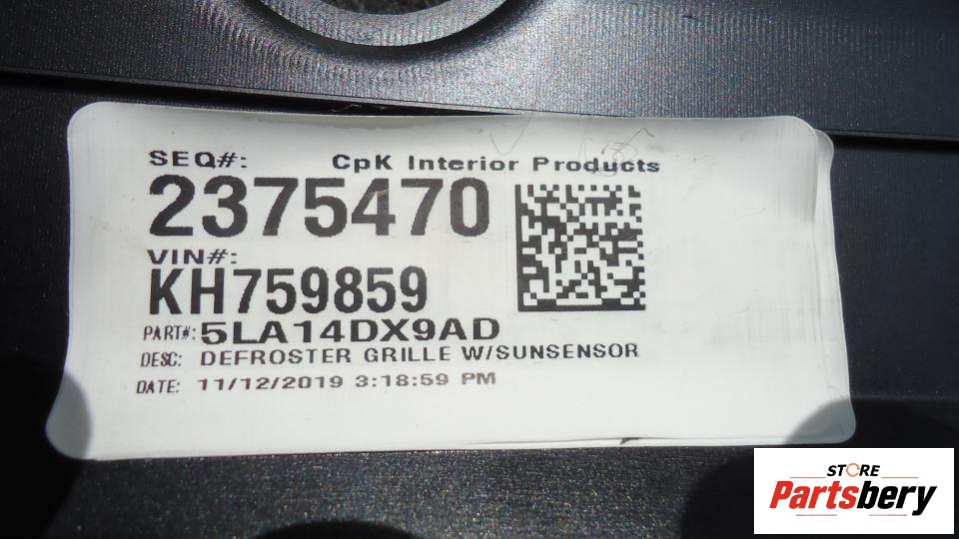 SEQ#: CpK Interior Products
2375470
VIN#:
KH759859
PART#: 5LA14DX9AD
DESC: DEFROSTER GRILLE W/SUNSENSOR
DATE: 11/12/2019 3:18:59 PM
STORE
Partsbery